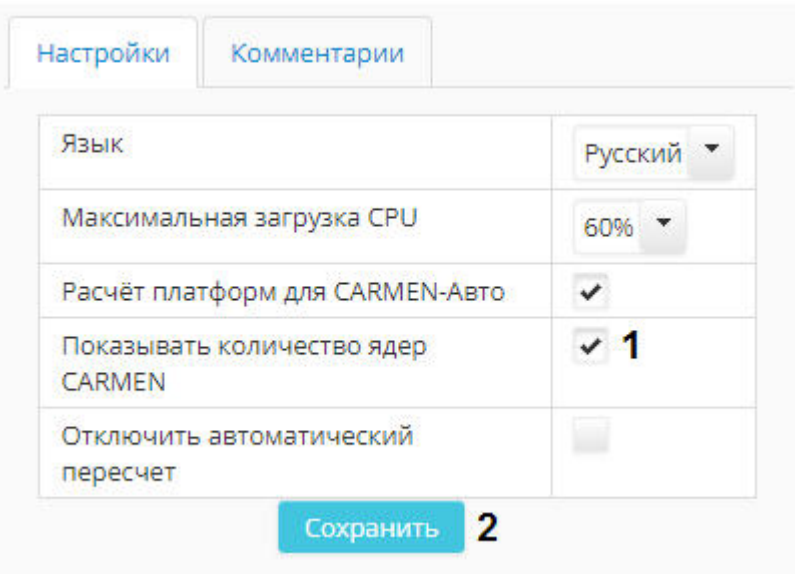 Настройки Комментарии
Язык Русский
Максимальная загрузка CPU 60%
Расчёт платформ для CARMEN-Авто
Показывать количество ядер 1
CARMEN
Отключить автоматический
пересчет
Сохранить 2